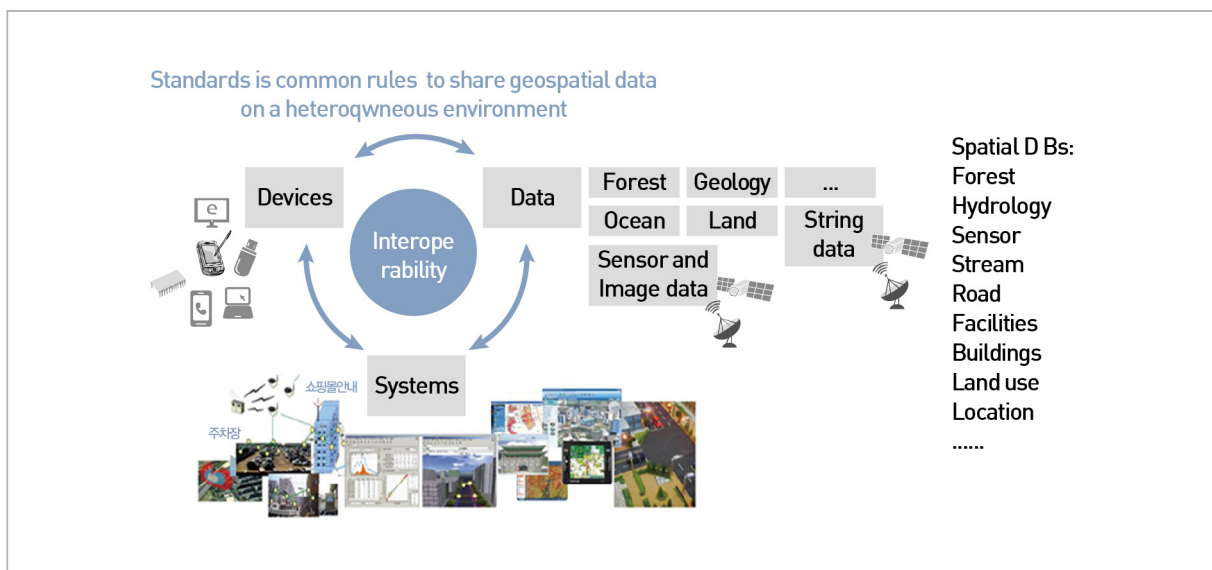 Standards is common rules to share geospatial data
on a heteroqwneous environment
Devices
Data
Interope
rability
Systems
Forest
Geology
...
Ocean
Land
String
data
Sensor and
Image data
e
쇼핑몰안내
주차장
Spatial D Bs:
Forest
Hydrology
Sensor
Stream
Road
Facilities
Buildings
Land use
Location
......